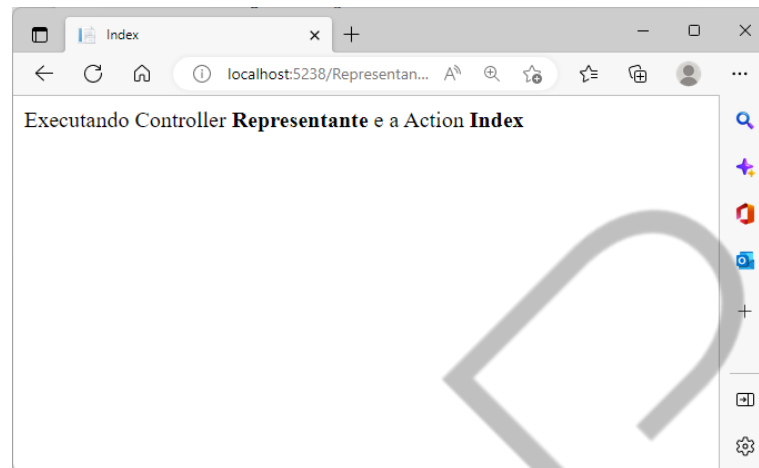 Index
localhost:5238/Representan...
Executando Controller Representante e a Action Index